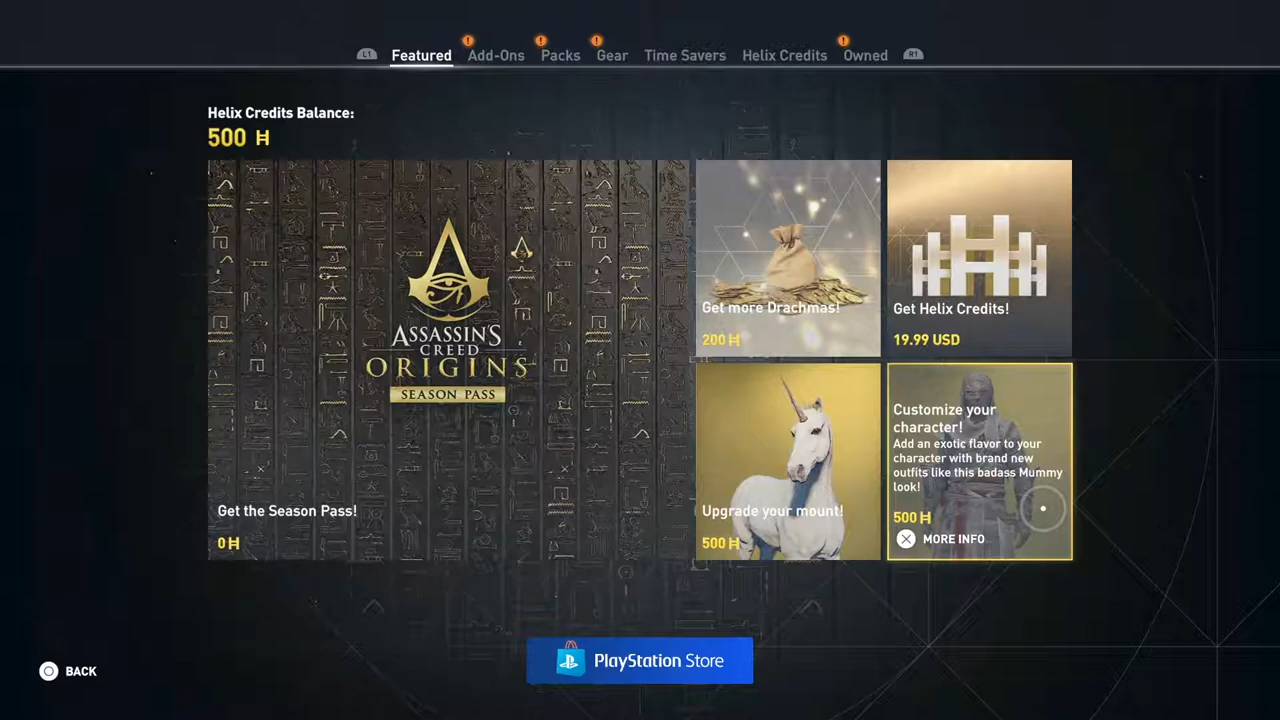 L1
Featured
Add-Ons
Packs
Gear
Time Savers
Helix Credits
Owned
R1
Helix Credits Balance:
500 H
ASSASSIN'S
CREED
ORIGINS
SEASON PASS
Get the Season Pass!
0 H
Get more Drachmas!
200 H
Get Helix Credits!
19.99 USD
Upgrade your mount!
500 H
Customize your
character!
Add an exotic flavor to your
character with brand new
outfits like this badass Mummy
look!
500 H
MORE INFO
BACK
PlayStation Store